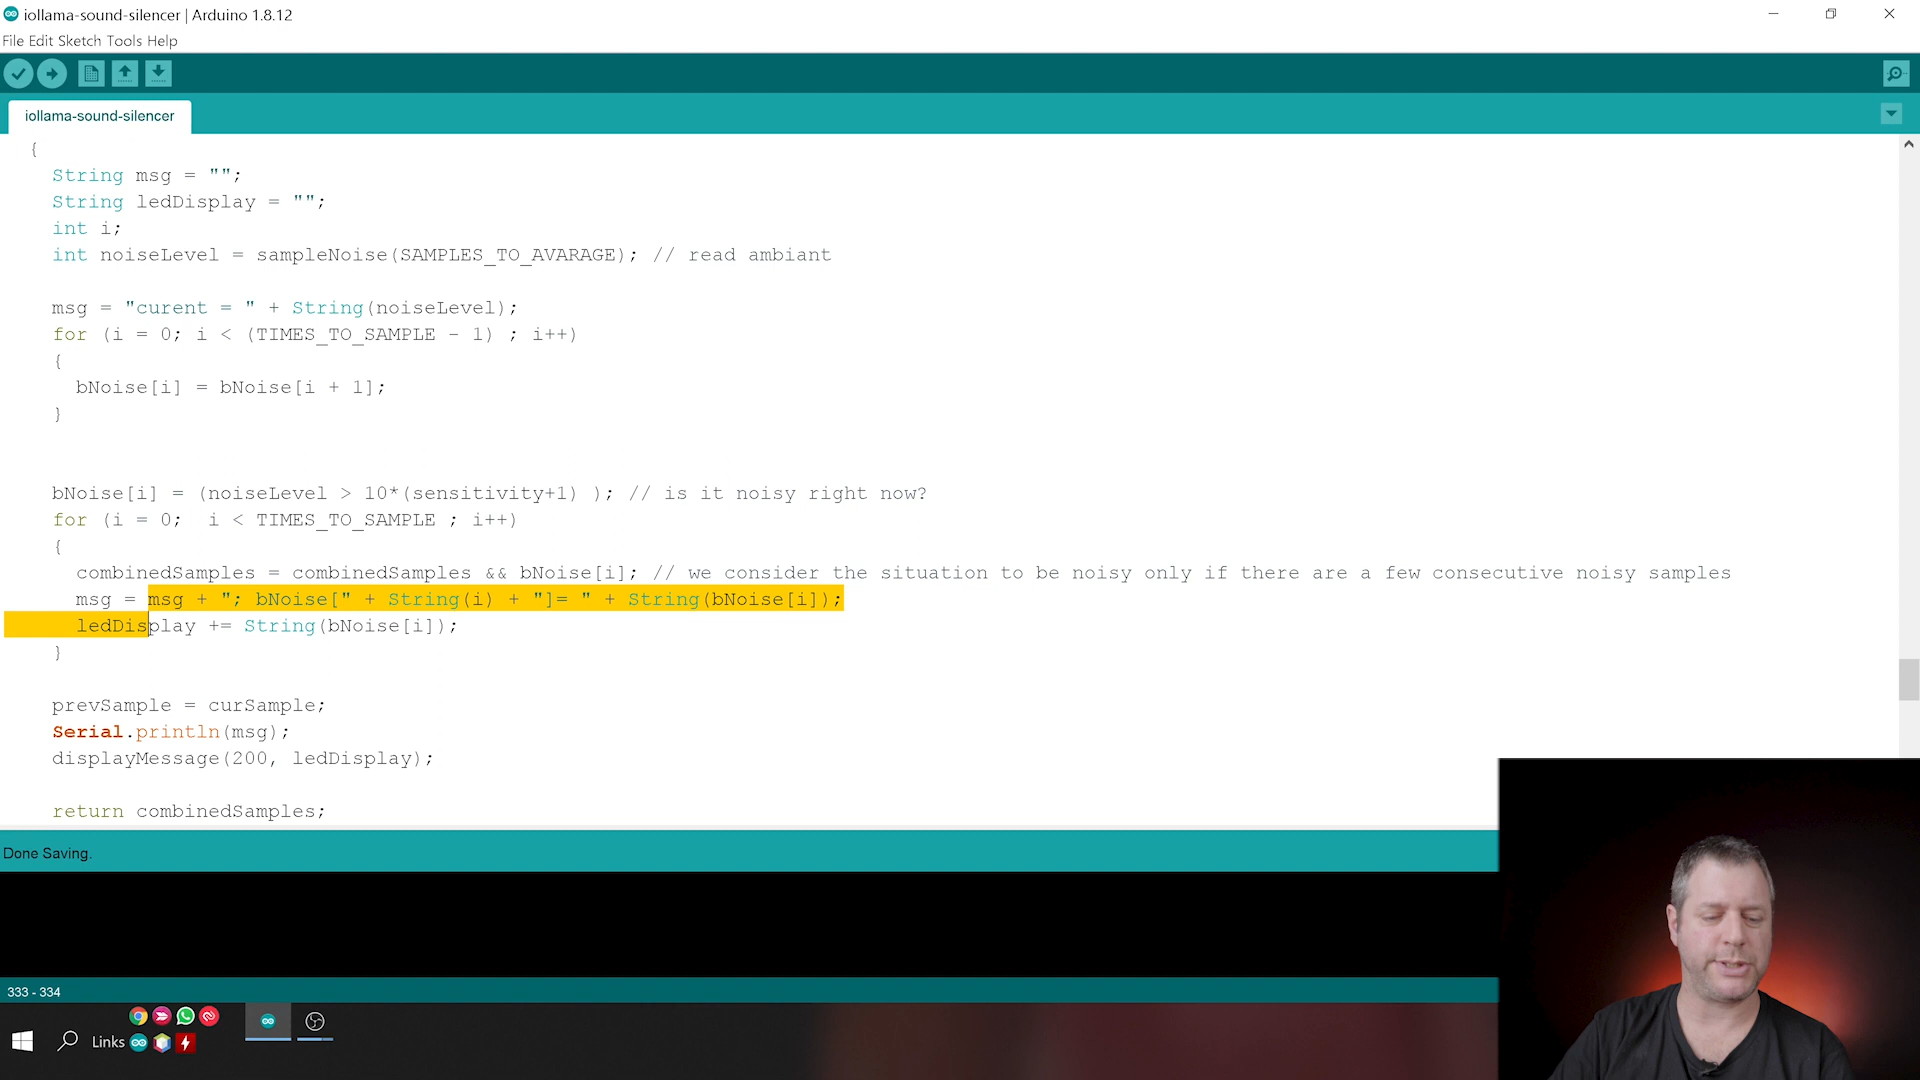 iollama-sound-silencer | Arduino 1.8.12
File Edit Sketch Tools Help
iollama-sound-silencer
{
String msg = "";
String ledDisplay = "";
int i;
int noiseLevel = sampleNoise(SAMPLES_TO_AVARAGE); // read ambiant
msg = "curent = " + String(noiseLevel);
for (i = 0; i < (TIMES_TO_SAMPLE - 1) ; i++)
{
bNoise[i] = bNoise[i + 1];
}
bNoise[i] = (noiseLevel > 10*(sensitivity+1) ); // is it noisy right now?
for (i = 0;  i < TIMES_TO_SAMPLE ; i++)
{
combinedSamples = combinedSamples && bNoise[i]; // we consider the situation to be noisy only if there are a few consecutive noisy samples
msg = msg + "; bNoise[" + String(i) + "]= " + String(bNoise[i]);
ledDisplay += String(bNoise[i]);
}
prevSample = curSample;
Serial.println(msg);
displayMessage(200, ledDisplay);
return combinedSamples;
Done Saving.
333 - 334
Links